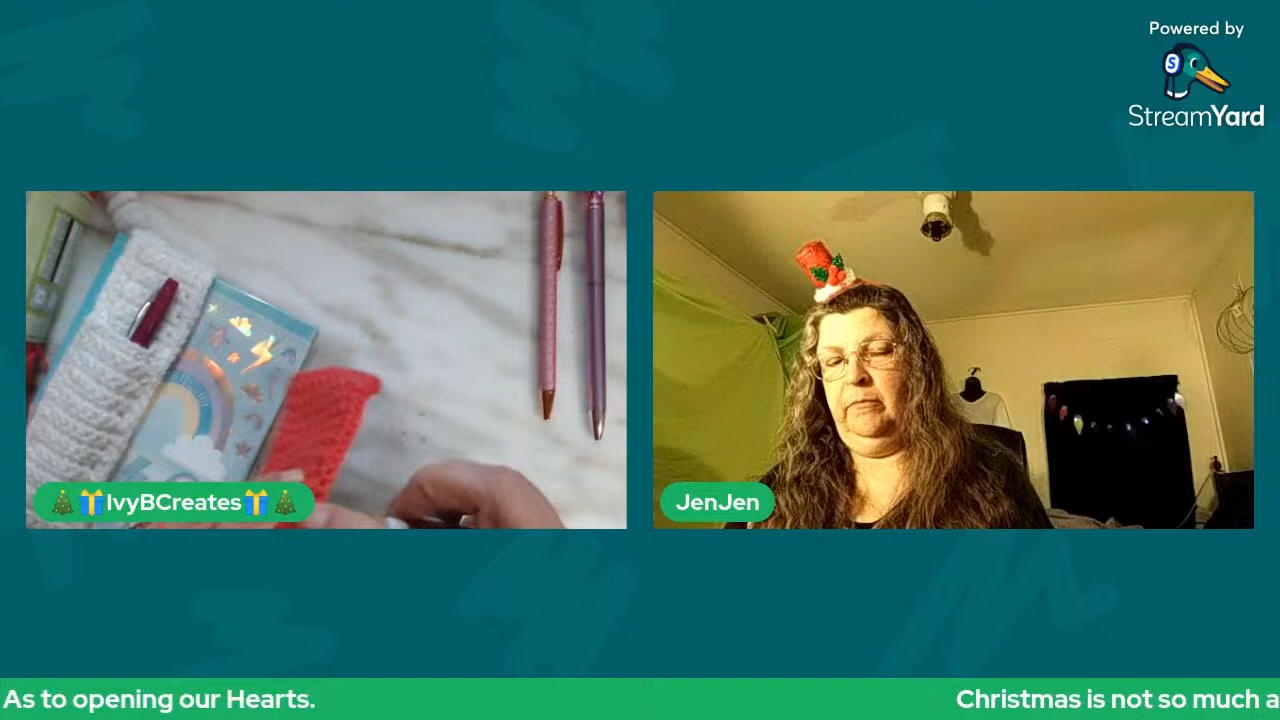 Powered by
S
StreamYard
IvyBCreates
JenJen
As to opening our Hearts.
Christmas is not so much a